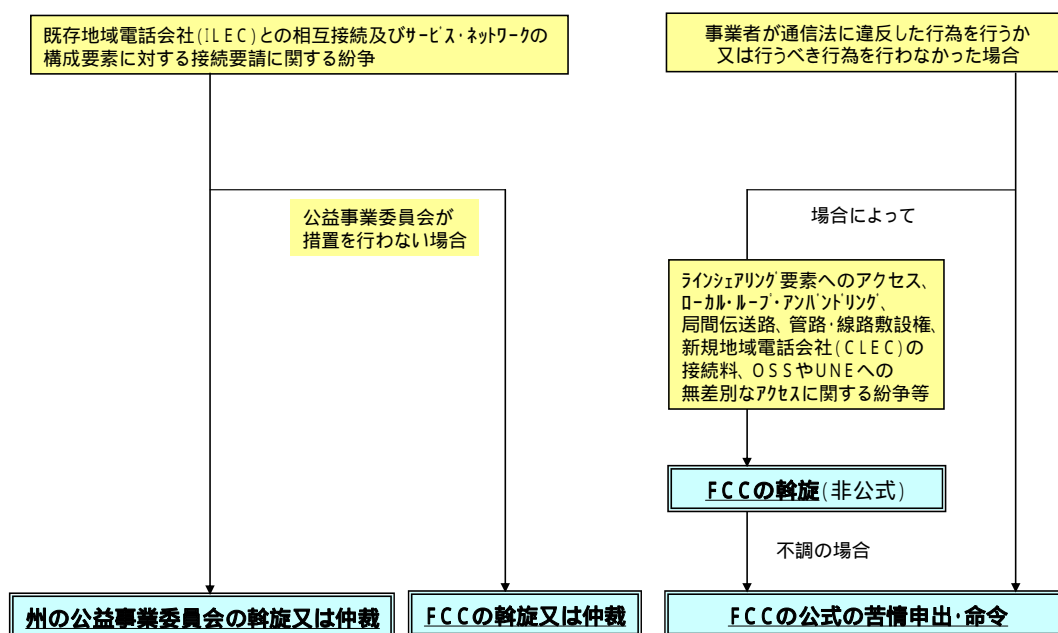 既存地域電話会社(ILEC)との相互接続及びｻｰﾋﾞｽ・ﾈｯﾄﾜｰｸの
構成要素に対する接続要請に関する紛争
事業者が通信法に違反した行為を行うか
又は行うべき行為を行わなかった場合
公益事業委員会が
措置を行わない場合
場合によって
ﾗｲﾝｼｪｱﾘﾝｸﾞ要素へのアクセス、
ﾛｰｶﾙ・ﾙｰﾌﾟ・ｱﾝﾊﾞﾝﾄﾞﾘﾝｸﾞ、
局間伝送路、管路・線路敷設権、
新規地域電話会社(CLEC)の
接続料、OSSやUNEへの
無差別なｱｸｾｽに関する紛争等
FCCの斡旋(非公式)
不調の場合
州の公益事業委員会の斡旋又は仲裁
FCCの斡旋又は仲裁
FCCの公式の苦情申出・命令